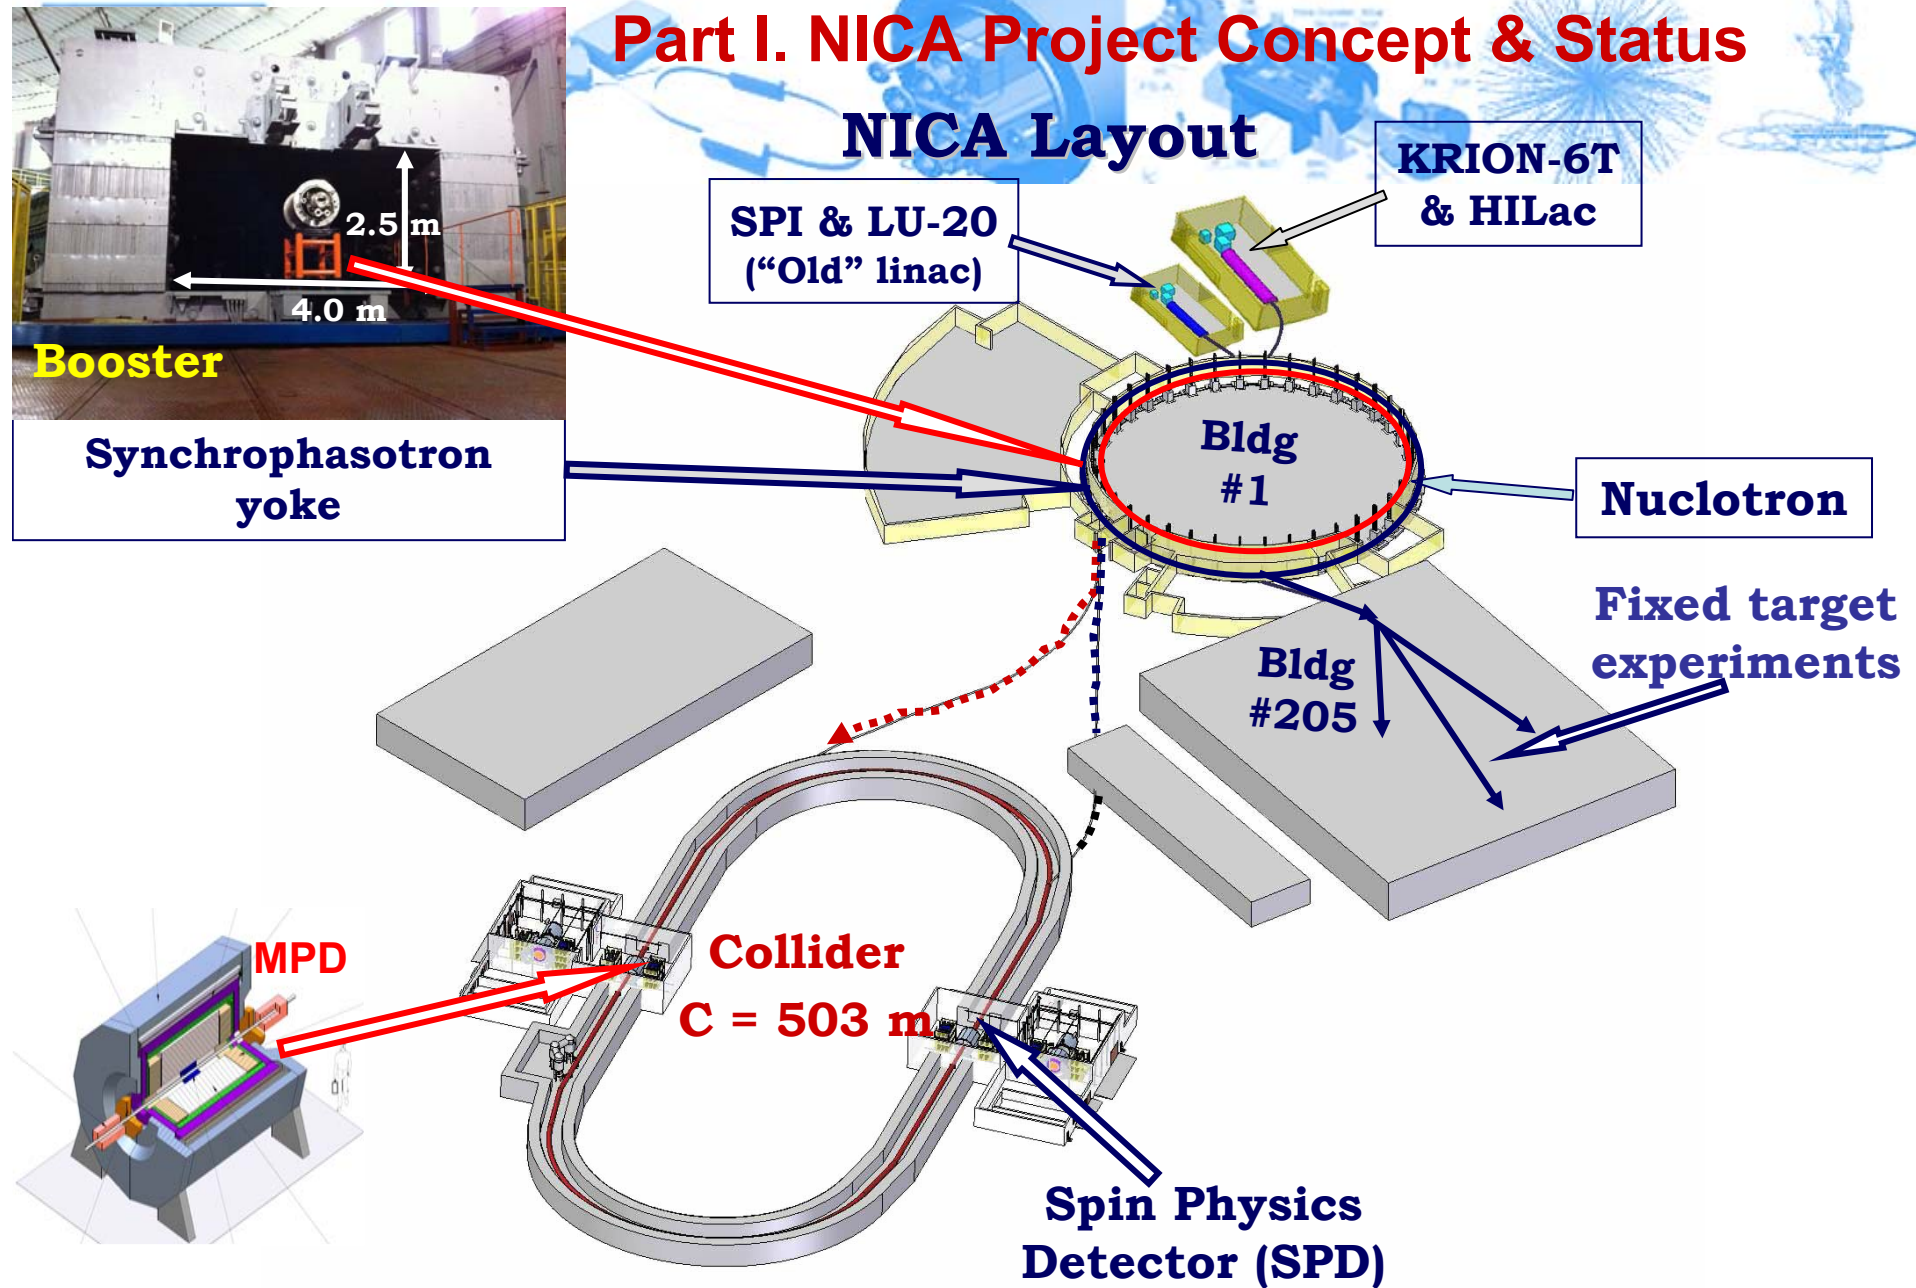 Part I. NICA Project Concept & Status
NICA Layout
KRION-6T
& HILac
SPI & LU-20
("Old" linac)
2.5 m
4.0 m
Booster
Synchrophasotron
yoke
Bldg
#1
Nuclotron
Fixed target
experiments
Bldg
#205
MPD
Collider
C = 503 m
Spin Physics
Detector (SPD)